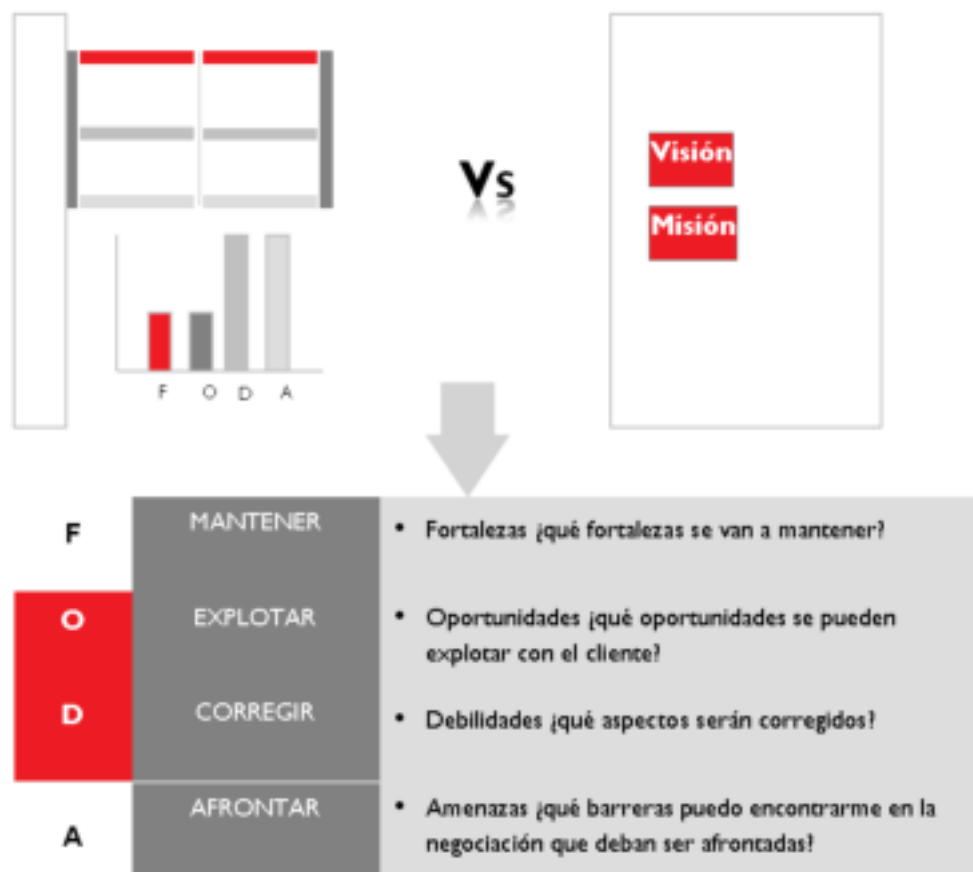 Vs
Visión
Misión
F O D A
F
MANTENER
• Fortalezas ¿qué fortalezas se van a mantener?
O
EXPLOTAR
• Oportunidades ¿qué oportunidades se pueden
explotar con el cliente?
D
CORREGIR
• Debilidades ¿qué aspectos serán corregidos?
A
AFRONTAR
• Amenazas ¿qué barreras puedo encontrarme en la
negociación que deban ser afrontadas?